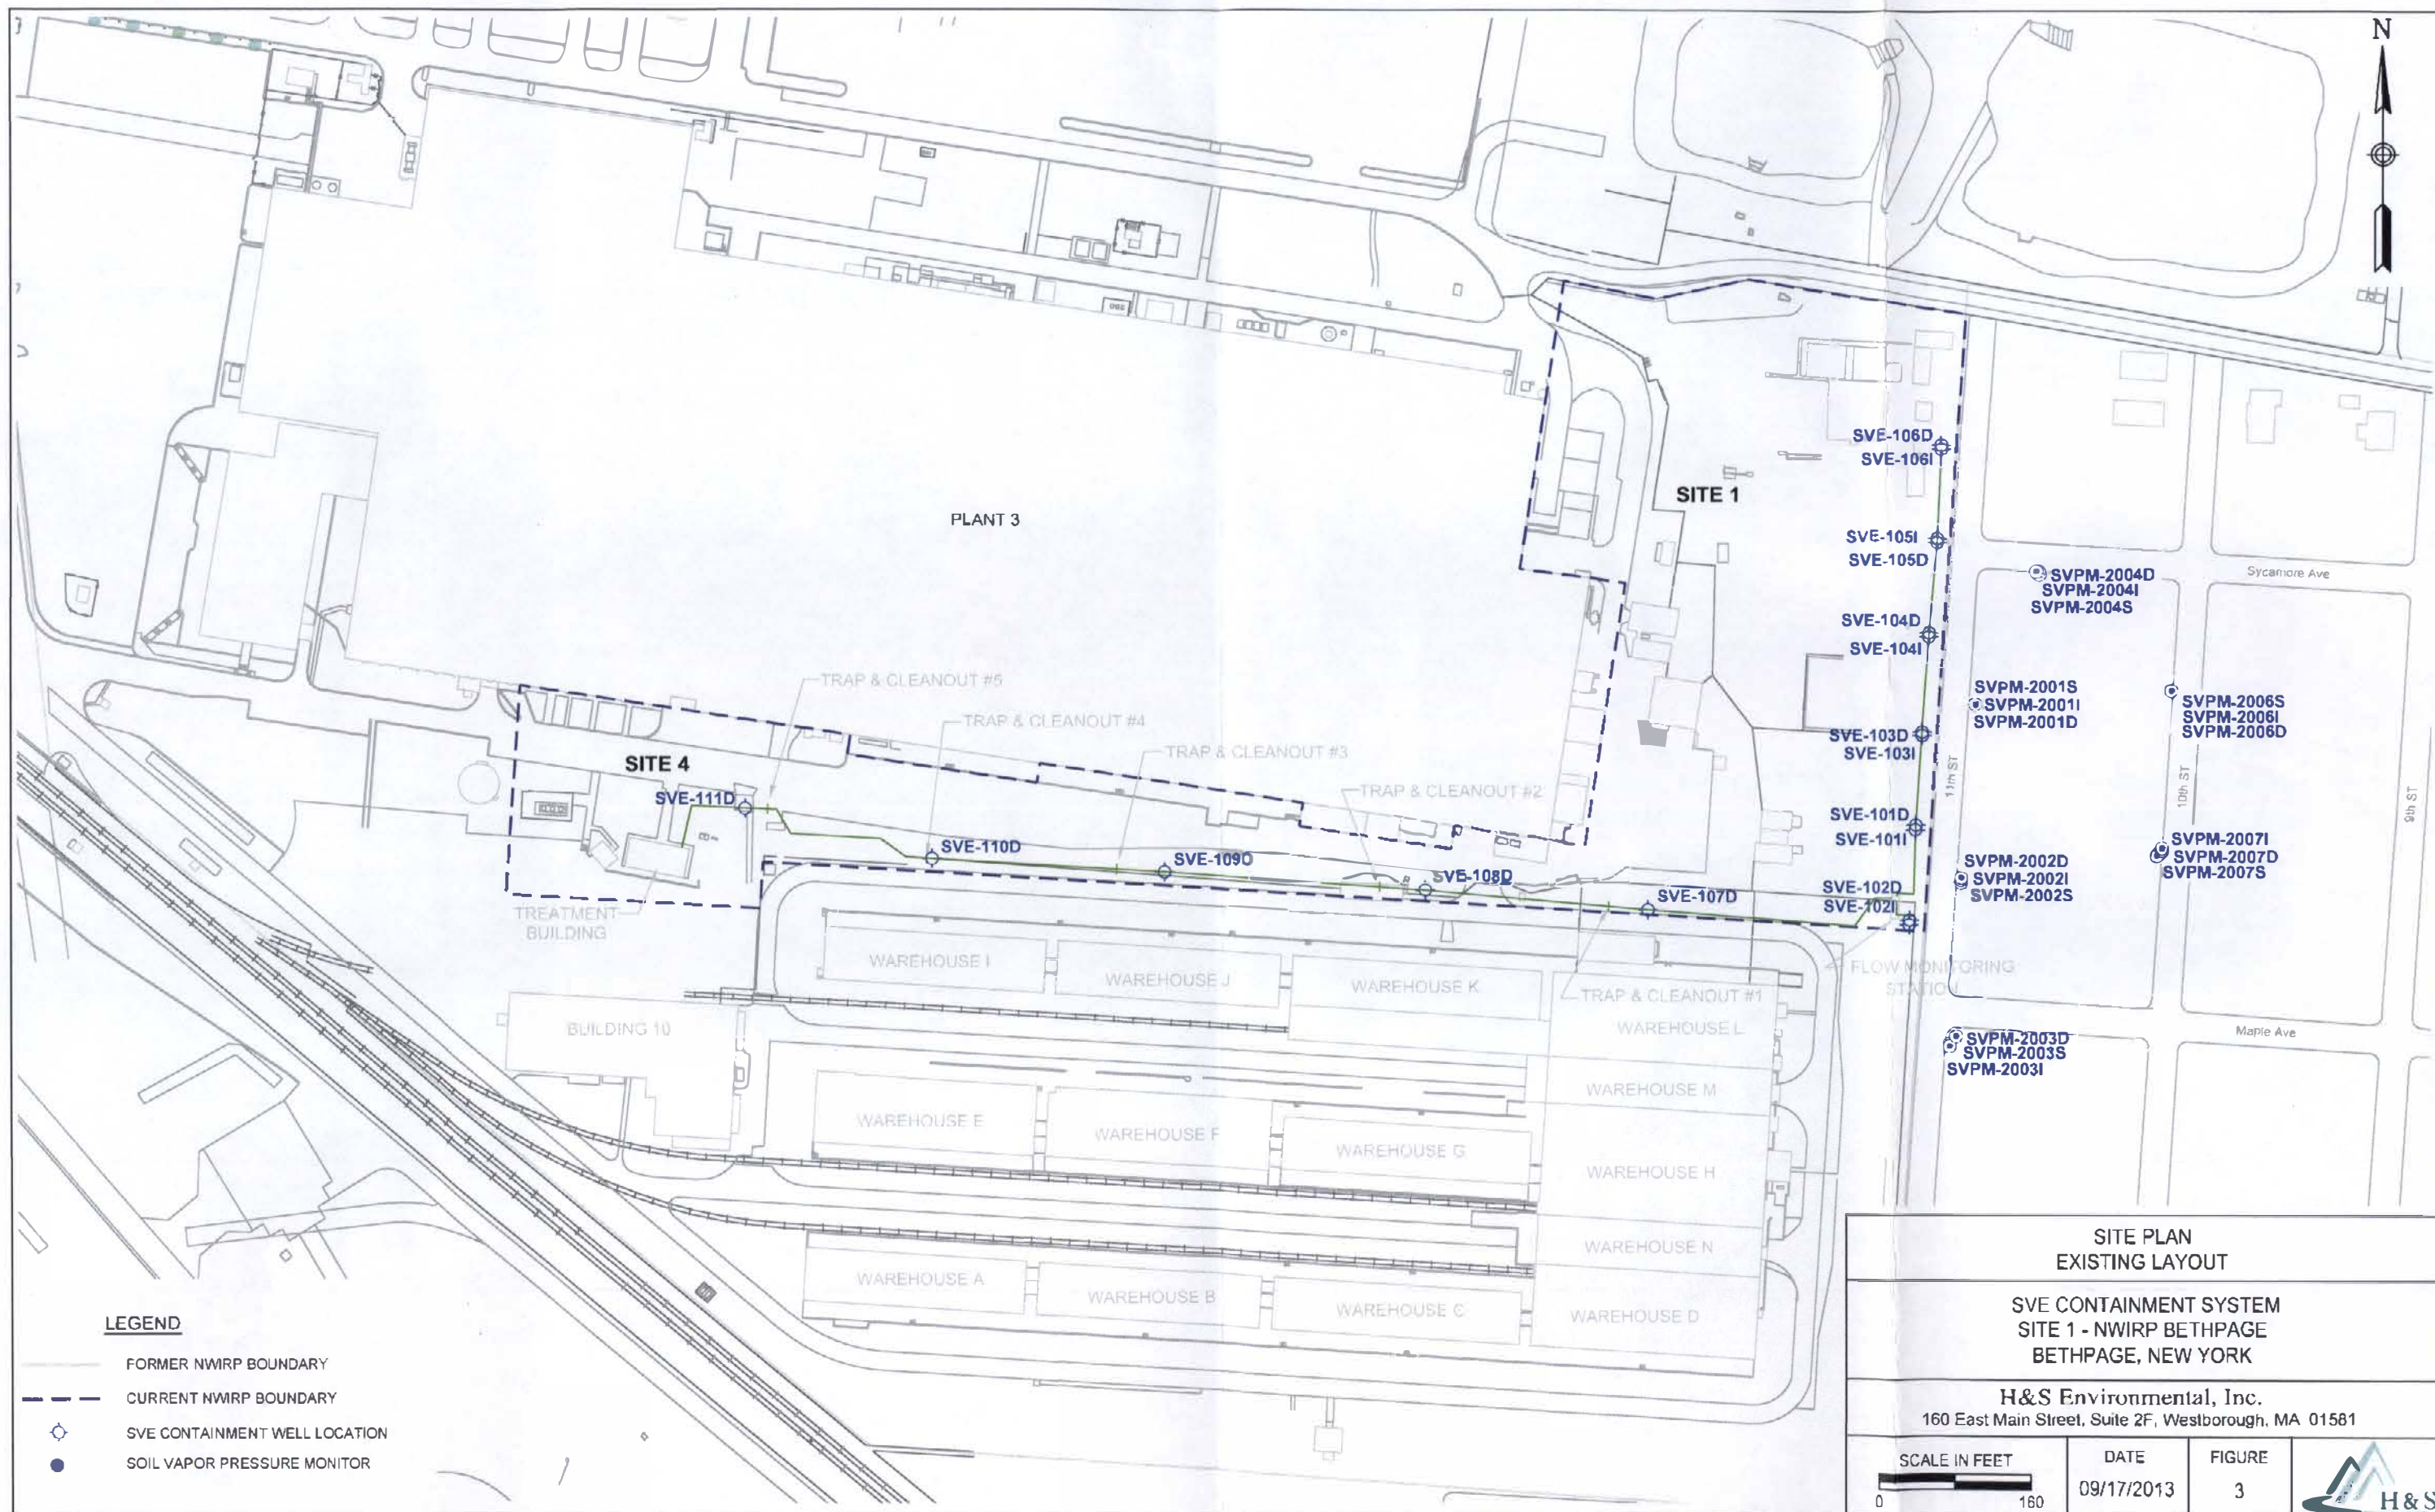 N
SVE-106D
SVE-106I
SITE 1
PLANT 3
SVE-105I
SVE-105D
Sycamore Ave
SVPM-2004D
SVPM-2004I
SVPM-2004S
SVE-104D
SVE-104I
TRAP & CLEANOUT #5
SVPM-2001S
SVPM-2001I
SVPM-2001D
SVPM-2006S
SVPM-2006I
SVPM-2006D
TRAP & CLEANOUT #4
SVE-103D
SVE-103I
TRAP & CLEANOUT #3
SITE 4
11th ST
10th ST
9th ST
TRAP & CLEANOUT #2
SVE-111D
SVE-101D
SVE-101I
SVE-110D
SVPM-2007I
SVPM-2007D
SVPM-2007S
SVE-109D
SVPM-2002D
SVPM-2002I
SVPM-2002S
SVE-108D
SVE-102D
SVE-102I
SVE-107D
TREATMENT
BUILDING
WAREHOUSE I
WAREHOUSE J
WAREHOUSE K
FLOW MONITORING
STATION
TRAP & CLEANOUT #1
BUILDING 10
WAREHOUSE L
Maple Ave
SVPM-2003D
SVPM-2003S
SVPM-2003I
WAREHOUSE M
WAREHOUSE E
WAREHOUSE F
WAREHOUSE G
WAREHOUSE H
WAREHOUSE N
WAREHOUSE A
WAREHOUSE B
WAREHOUSE C
WAREHOUSE D
LEGEND
FORMER NWIRP BOUNDARY
CURRENT NWIRP BOUNDARY
SVE CONTAINMENT WELL LOCATION
SOIL VAPOR PRESSURE MONITOR
SITE PLAN
EXISTING LAYOUT
SVE CONTAINMENT SYSTEM
SITE 1 - NWIRP BETHPAGE
BETHPAGE, NEW YORK
H&S Environmental, Inc.
160 East Main Street, Suite 2F, Westborough, MA 01581
SCALE IN FEET
0 160
DATE
09/17/2013
FIGURE
3
H&S